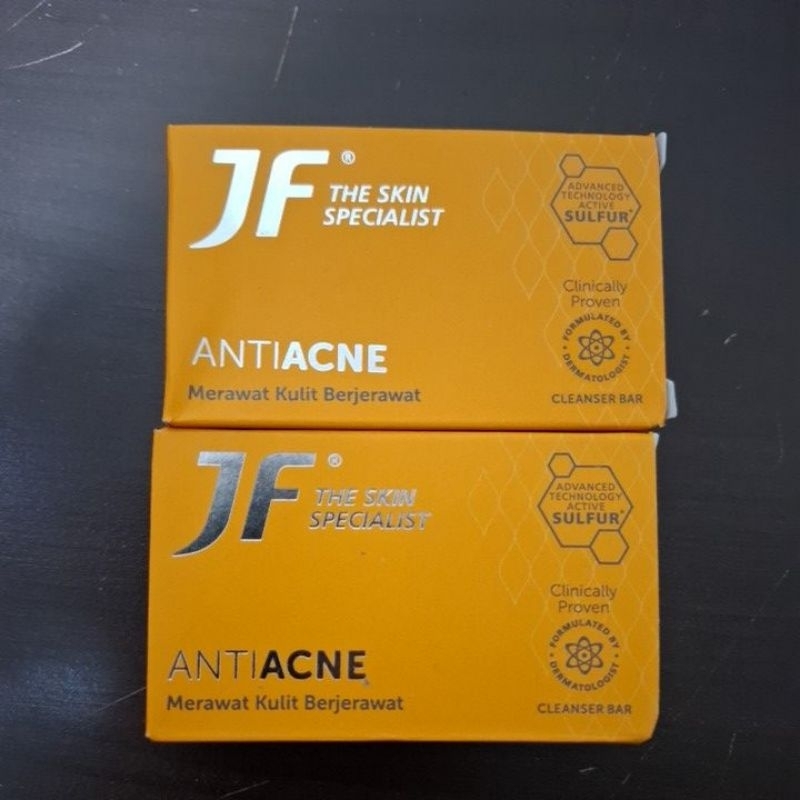 JF®
THE SKIN
SPECIALIST
ADVANCED
TECHNOLOGY
ACTIVE
SULFUR*
Clinically
Proven
FORMULATED BY
DERMATOLOGIST
ANTIACNE
Merawat Kulit Berjerawat
CLEANSER BAR
JF®
THE SKIN
SPECIALIST
ADVANCED
TECHNOLOGY
ACTIVE
SULFUR*
Clinically
Proven
FORMULATED BY
DERMATOLOGIST
ANTIACNE
Merawat Kulit Berjerawat
CLEANSER BAR